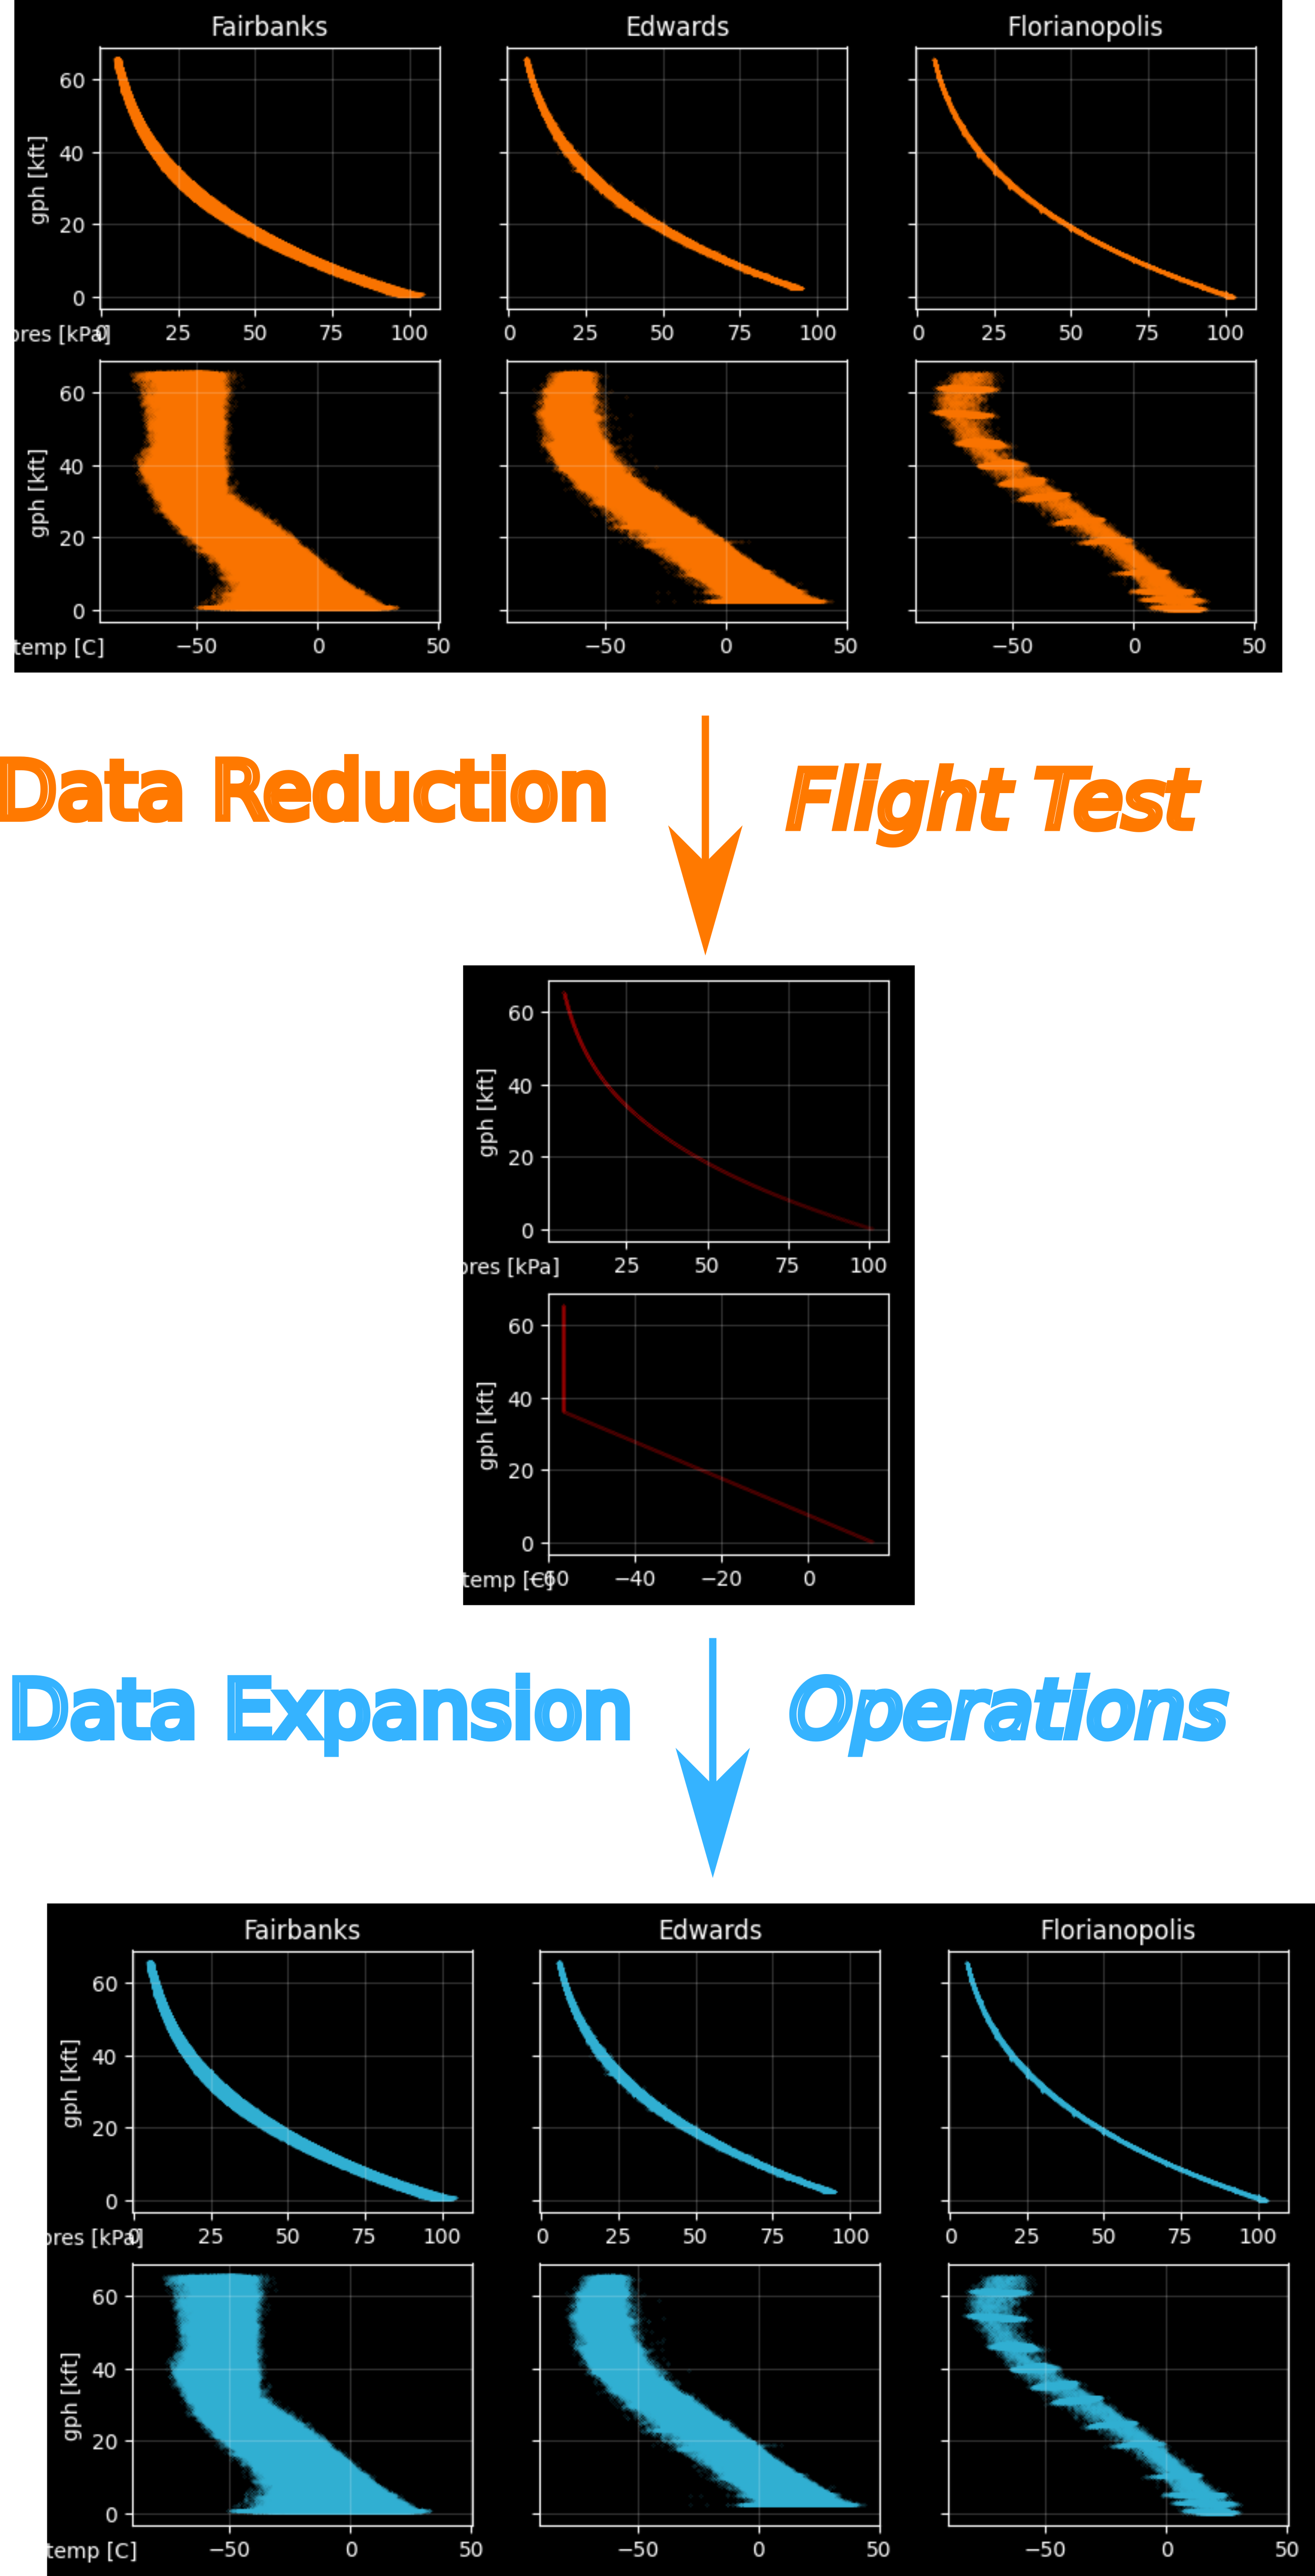 Fairbanks Edwards Florianopolis
60
40
20
0
gph [kft]
pres [kPa] 0 25 50 75 100 0 25 50 75 100 0 25 50 75 100
60
40
20
0
gph [kft]
temp [C] −50 0 50 −50 0 50 −50 0 50
Data Reduction Flight Test
60
40
20
0
gph [kft]
pres [kPa] 25 50 75 100
60
40
20
0
gph [kft]
temp [C] −60 −40 −20 0
Data Expansion Operations
Fairbanks Edwards Florianopolis
60
40
20
0
gph [kft]
pres [kPa] 0 25 50 75 100 0 25 50 75 100 0 25 50 75 100
60
40
20
0
gph [kft]
temp [C] −50 0 50 −50 0 50 −50 0 50